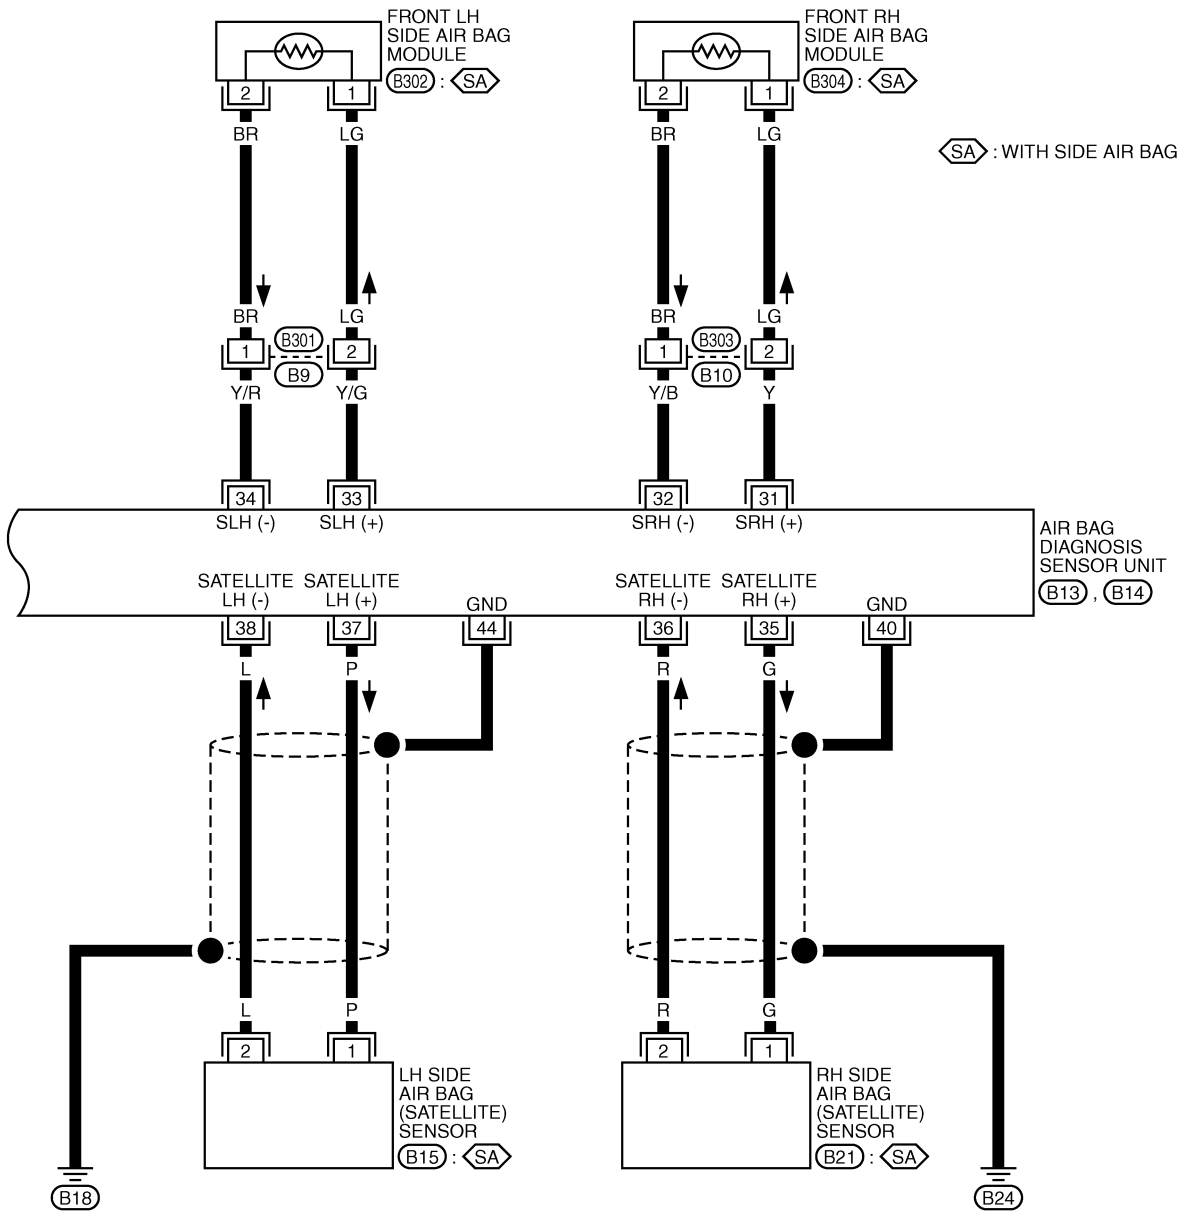 FRONT LH
SIDE AIR BAG
MODULE
B302 : SA
FRONT RH
SIDE AIR BAG
MODULE
B304 : SA
2 1 2 1
BR LG BR LG
SA : WITH SIDE AIR BAG
BR LG BR LG
B301 B303
1 2 1 2
B9 B10
Y/R Y/G Y/B Y
34 33 32 31
SLH (-) SLH (+) SRH (-) SRH (+)
AIR BAG
DIAGNOSIS
SENSOR UNIT
B13 , B14
SATELLITE
LH (-)
SATELLITE
LH (+)
GND
SATELLITE
RH (-)
SATELLITE
RH (+)
GND
38 37 44 36 35 40
L P R G
L P R G
2 1 2 1
LH SIDE
AIR BAG
(SATELLITE)
SENSOR
B15 : SA
RH SIDE
AIR BAG
(SATELLITE)
SENSOR
B21 : SA
B18 B24